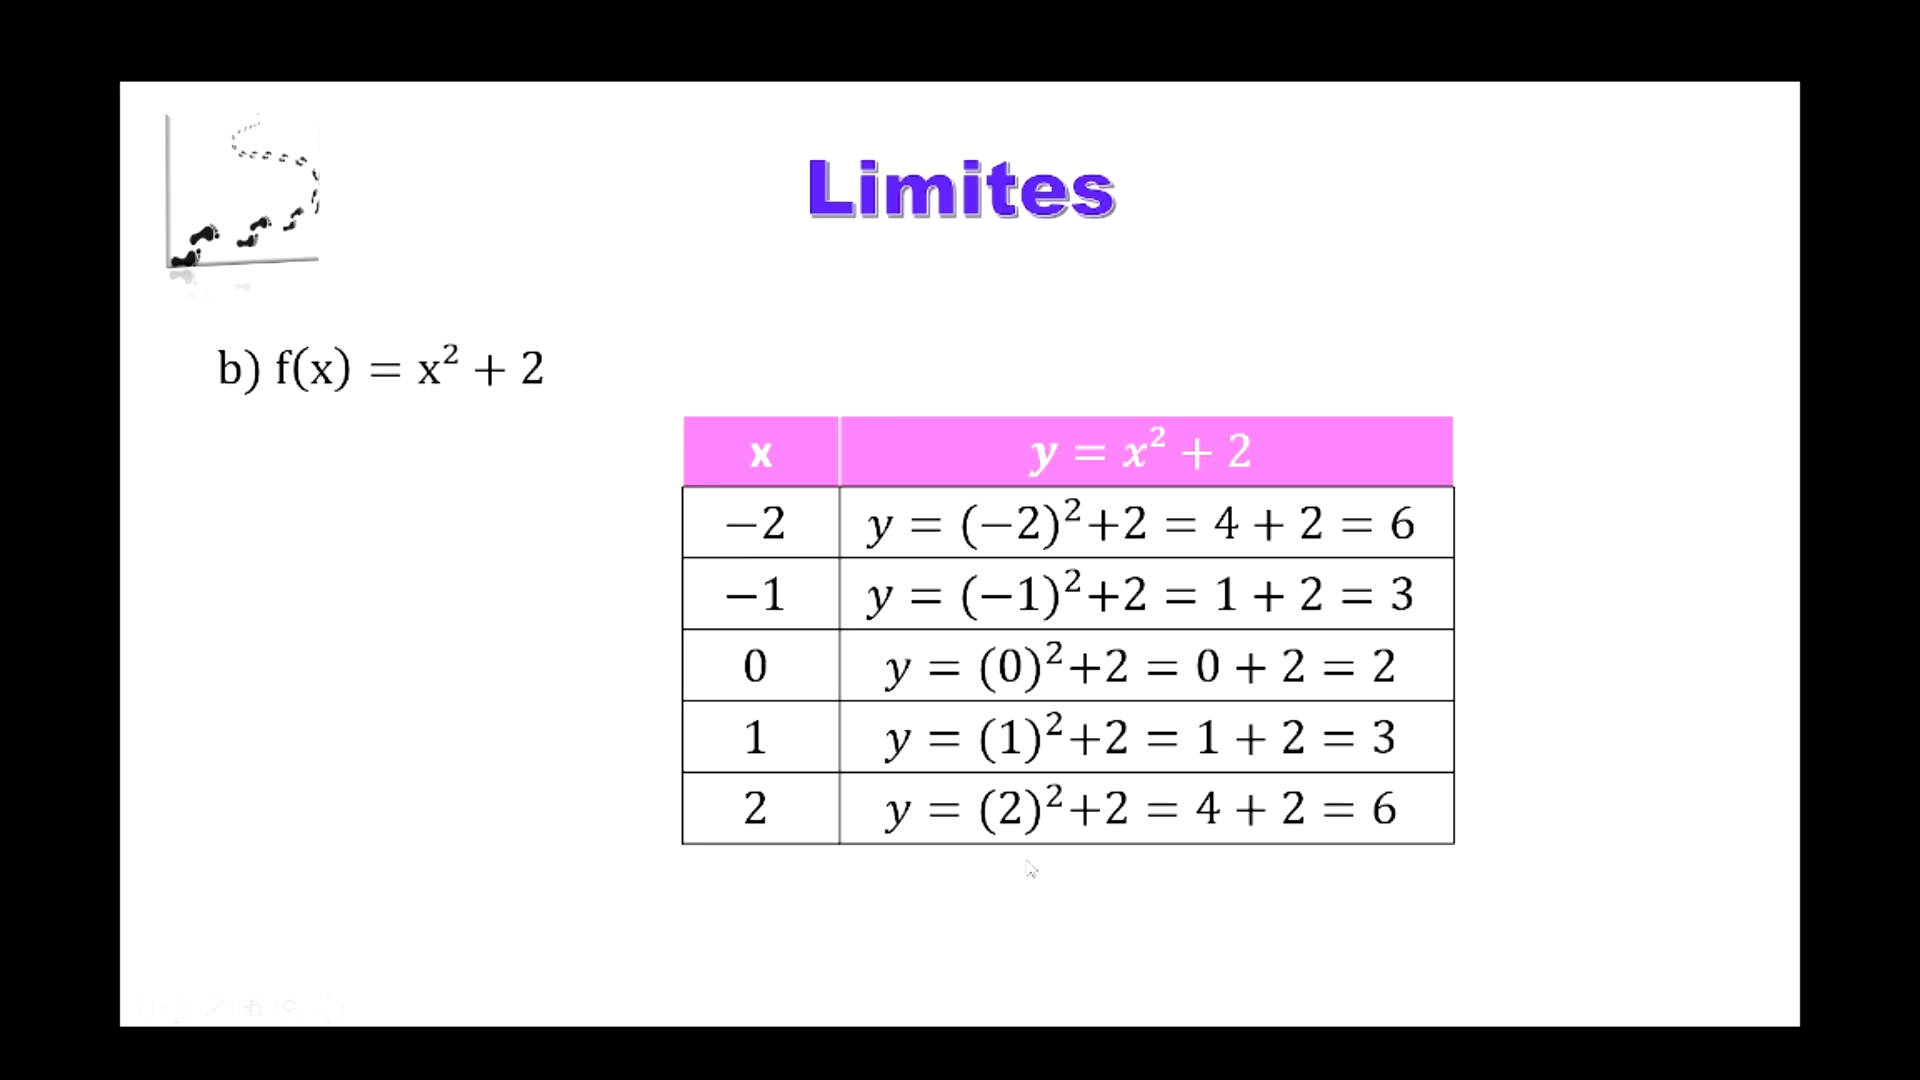 Limites
b) f(x) = x² + 2
x y = x² + 2
−2 y = (−2)²+2 = 4 + 2 = 6
−1 y = (−1)²+2 = 1 + 2 = 3
0 y = (0)²+2 = 0 + 2 = 2
1 y = (1)²+2 = 1 + 2 = 3
2 y = (2)²+2 = 4 + 2 = 6